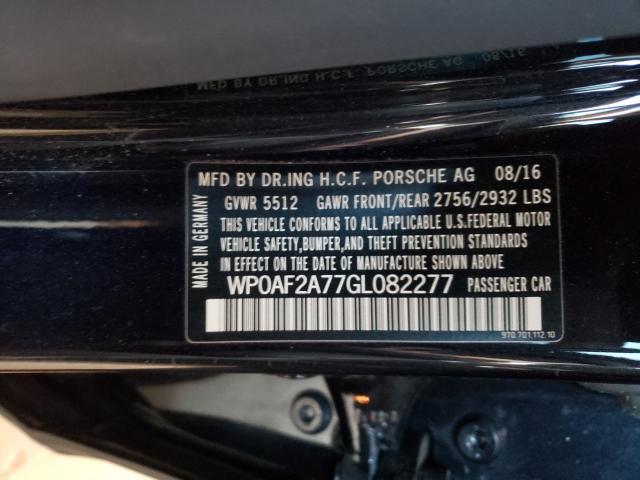 MFD BY DR.ING H.C.F. PORSCHE AG 08/16
GVWR 5512 GAWR FRONT/REAR 2756/2932 LBS
THIS VEHICLE CONFORMS TO ALL APPLICABLE U.S.FEDERAL MOTOR
VEHICLE SAFETY,BUMPER,AND THEFT PREVENTION STANDARDS
IN EFFECT ON THE DATE OF MANUFACTURE SHOWN ABOVE
WP0AF2A77GL082277 PASSENGER CAR
970.701.112.10
MADE IN GERMANY